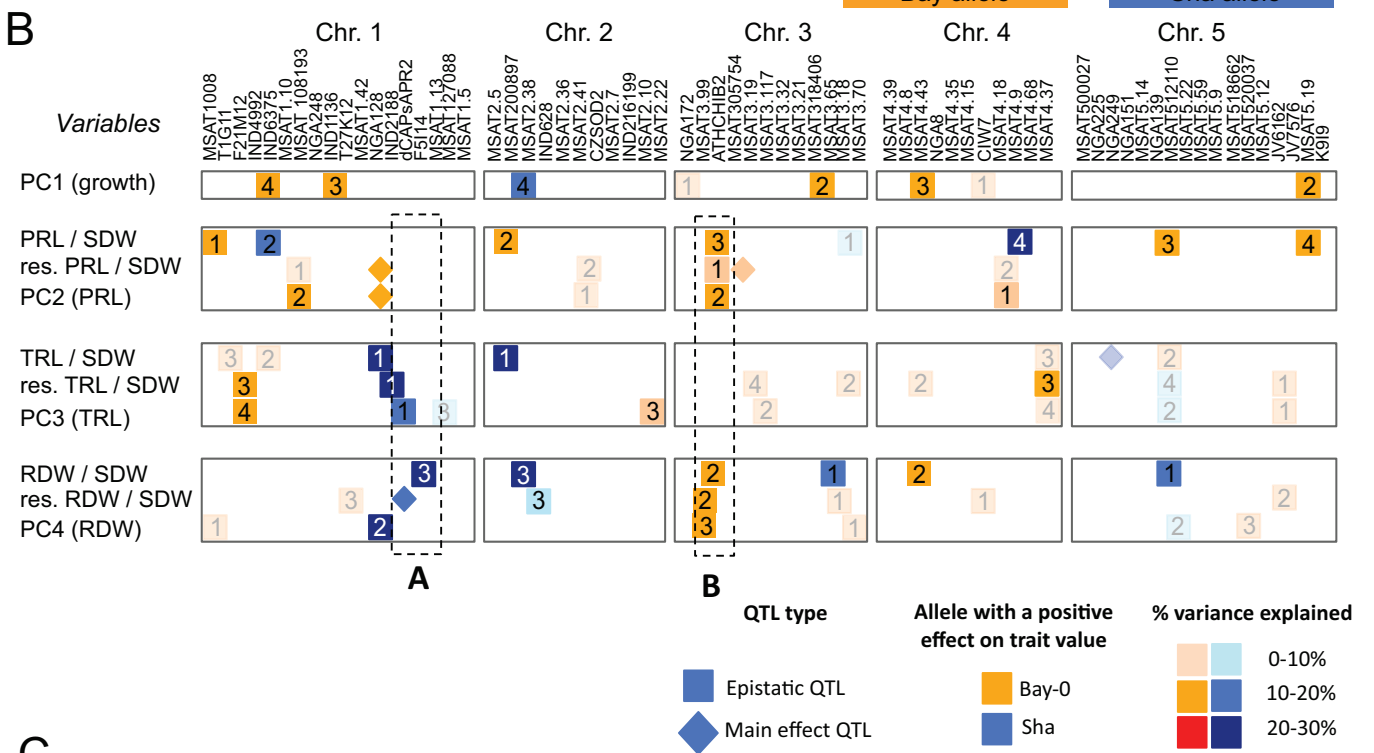 B
Chr. 1 Chr. 2 Chr. 3 Chr. 4 Chr. 5
Variables
MSAT1008
T1G11
F21M12
IND4992
IND6375
MSAT1.10
MSAT 108193
NGA248
IND1136
T27K12
MSAT1.42
NGA128
IND2188
dCAPsAPR2
F5I14
MSAT1.13
MSAT127088
MSAT1.5
MSAT2.5
MSAT200897
MSAT2.38
IND628
MSAT2.36
MSAT2.41
CZSOD2
MSAT2.7
IND216199
MSAT2.10
MSAT2.22
NGA172
MSAT3.99
ATHCHIB2
MSAT305754
MSAT3.19
MSAT3.117
MSAT3.32
MSAT3.21
MSAT318406
MSAT3.65
MSAT3.18
MSAT3.70
MSAT4.39
MSAT4.8
MSAT4.43
NGA8
MSAT4.35
MSAT4.15
CIW7
MSAT4.18
MSAT4.9
MSAT4.68
MSAT4.37
MSAT500027
NGA225
NGA249
NGA151
MSAT5.14
NGA139
MSAT512110
MSAT5.22
MSAT5.59
MSAT5.9
MSAT518662
MSAT520037
MSAT5.12
JV6162
JV7576
MSAT5.19
K9I9
PC1 (growth) 4 3 4 1 2 3 1 2
PRL / SDW 1 2 2 3 1 4 3 4
res. PRL / SDW 1 2 1 2
PC2 (PRL) 2 1 2 1
TRL / SDW 3 2 1 1 3 2
res. TRL / SDW 3 1 4 2 2 3 4 1
PC3 (TRL) 4 1 3 3 2 4 2 1
RDW / SDW 3 3 2 1 2 1
res. RDW / SDW 3 3 2 1 1 2
PC4 (RDW) 1 2 3 1 2 3
A
B
QTL type
Epistatic QTL
Main effect QTL
Allele with a positive
effect on trait value
Bay-0
Sha
% variance explained
0-10%
10-20%
20-30%